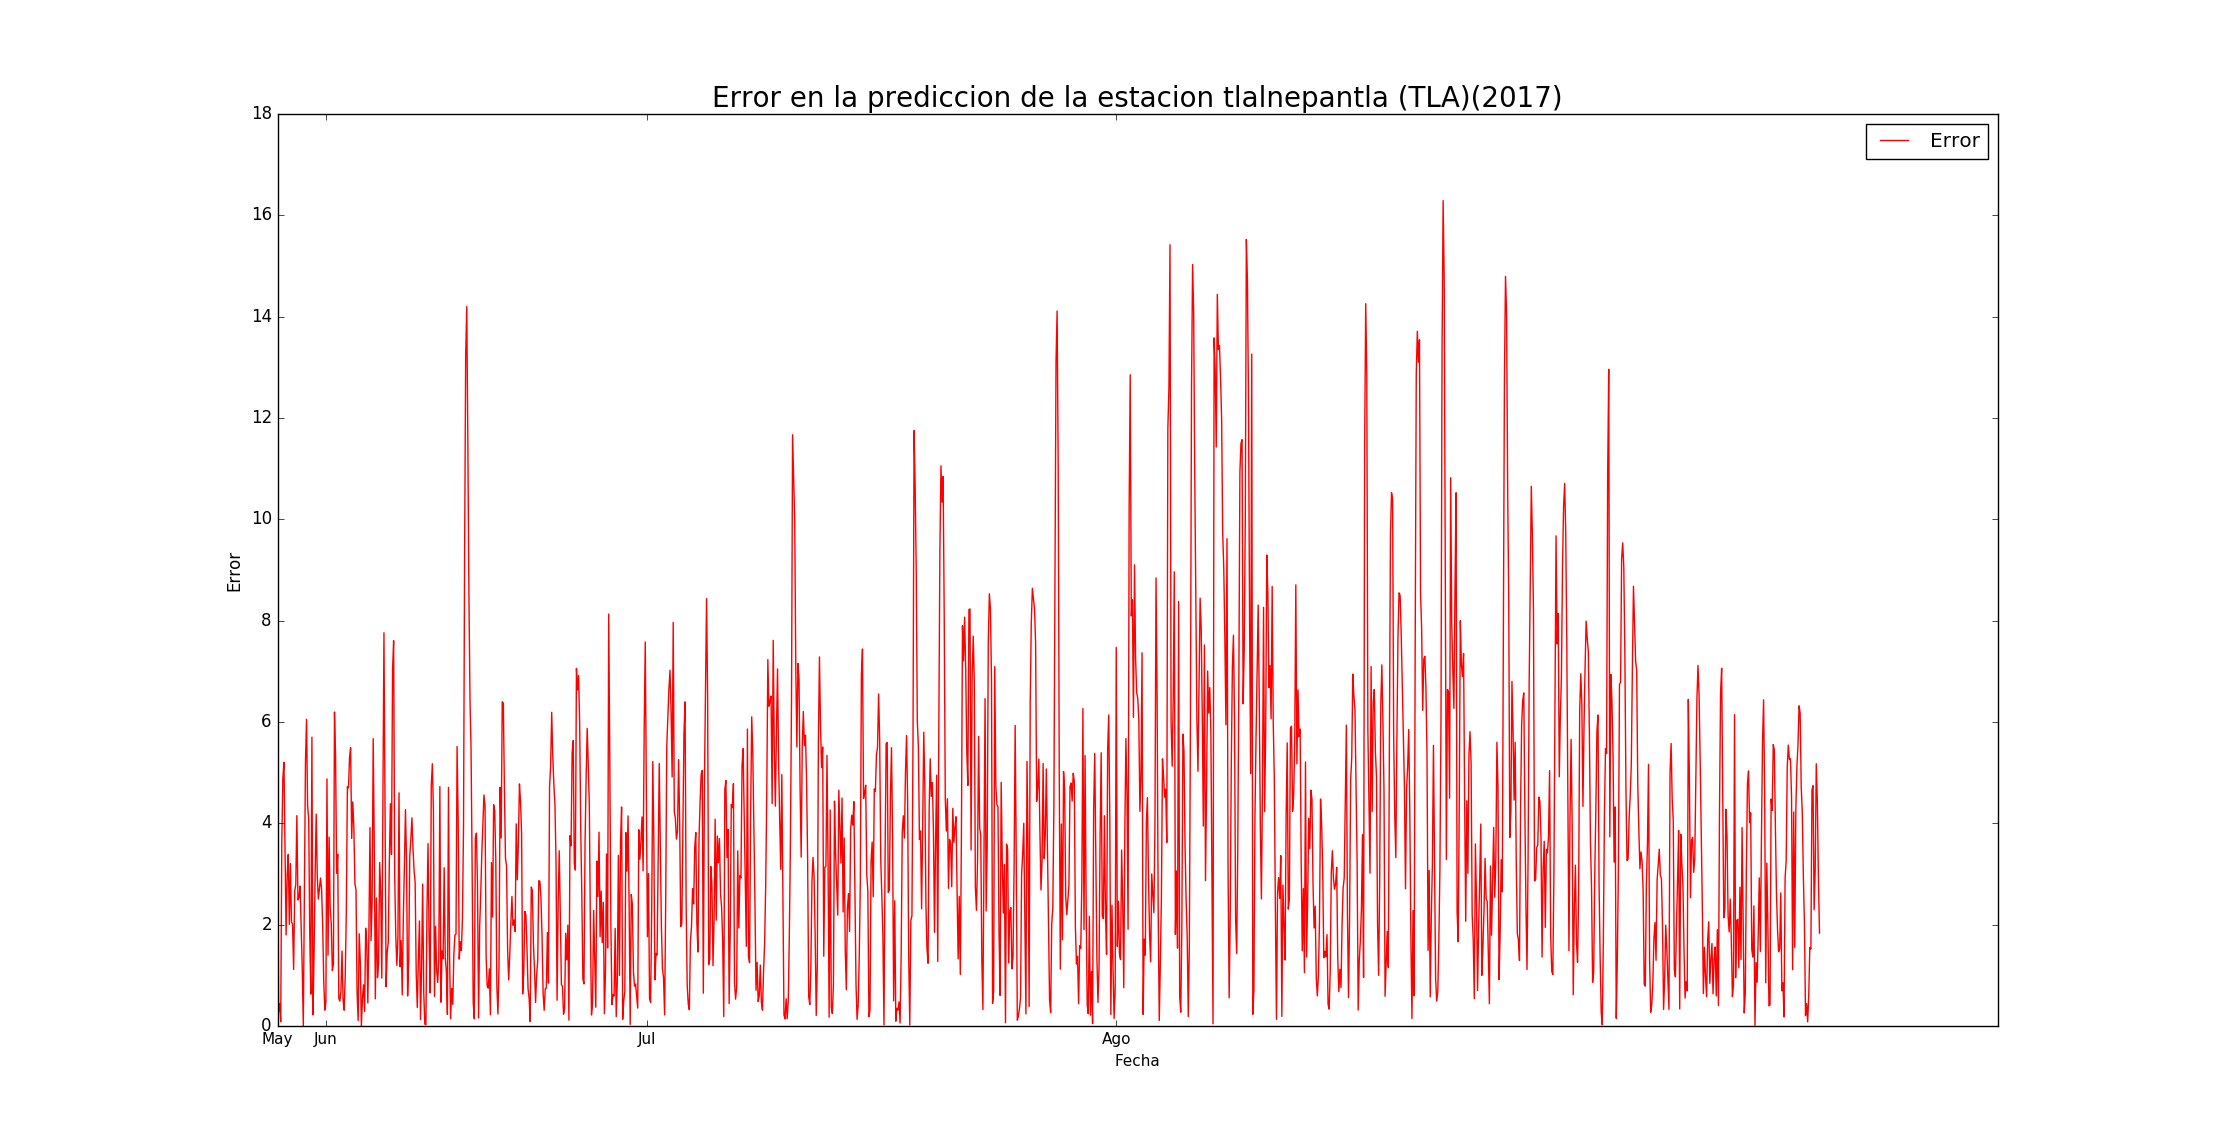 Error en la prediccion de la estacion tlalnepantla (TLA)(2017)
Error
18
16
14
12
10
8
6
4
2
0
Error
May Jun Jul Ago
Fecha